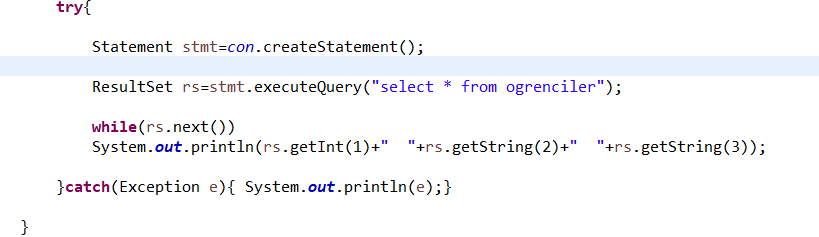 try{
Statement stmt=con.createStatement();
ResultSet rs=stmt.executeQuery("select * from ogrenciler");
while(rs.next())
System.out.println(rs.getInt(1)+"  "+rs.getString(2)+"  "+rs.getString(3));
}catch(Exception e){ System.out.println(e);}
}